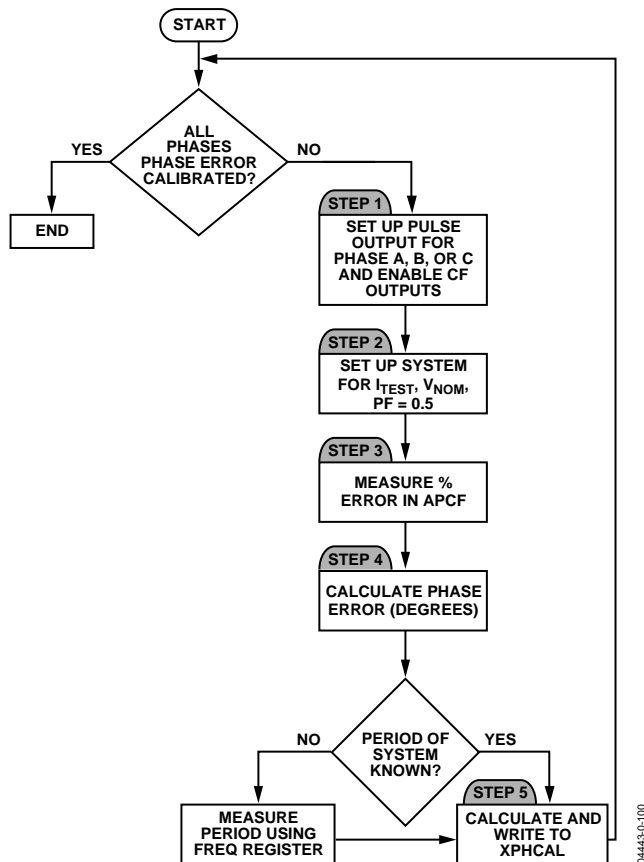 START
ALL
PHASES
PHASE ERROR
CALIBRATED?
YES
NO
END
STEP 1
SET UP PULSE
OUTPUT FOR
PHASE A, B, OR C
AND ENABLE CF
OUTPUTS
STEP 2
SET UP SYSTEM
FOR ITEST, VNOM,
PF = 0.5
STEP 3
MEASURE %
ERROR IN APCF
STEP 4
CALCULATE PHASE
ERROR (DEGREES)
NO
PERIOD OF
SYSTEM
KNOWN?
YES
MEASURE
PERIOD USING
FREQ REGISTER
STEP 5
CALCULATE AND
WRITE TO
XPHCAL
04443-0-100